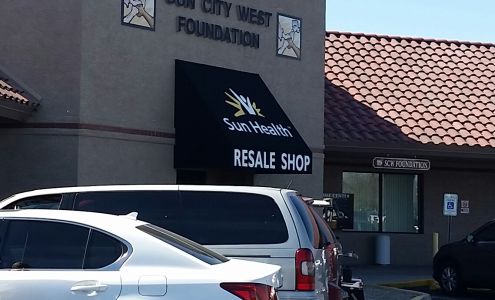 SUN CITY WEST
FOUNDATION
Sun Health
RESALE SHOP
SCW FOUNDATION